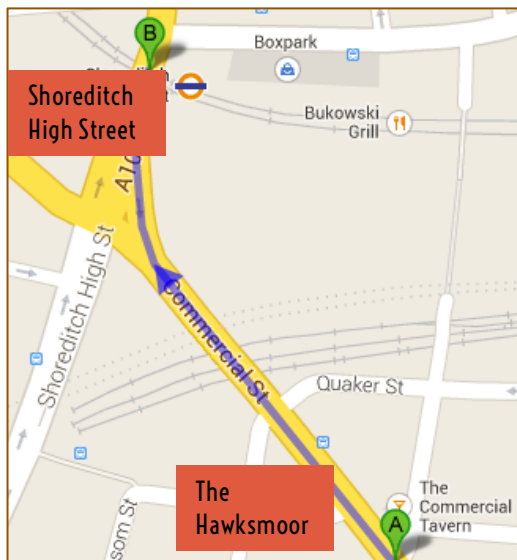 B
Boxpark
Shoreditch
High Street
Bukowski
Grill
Shoreditch High St
Commercial St
Quaker St
The
Hawksmoor
The
Commercial
Tavern
A